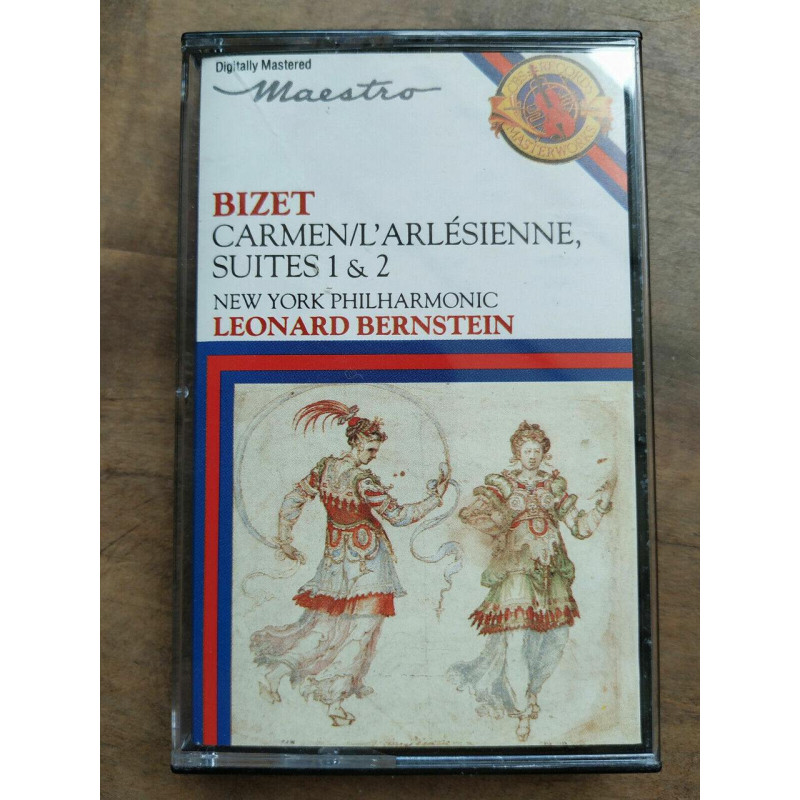 Digitally Mastered
Maestro
CBS RECORDS
MASTERWORKS
BIZET
CARMEN/L'ARLÉSIENNE,
SUITES 1 & 2
NEW YORK PHILHARMONIC
LEONARD BERNSTEIN